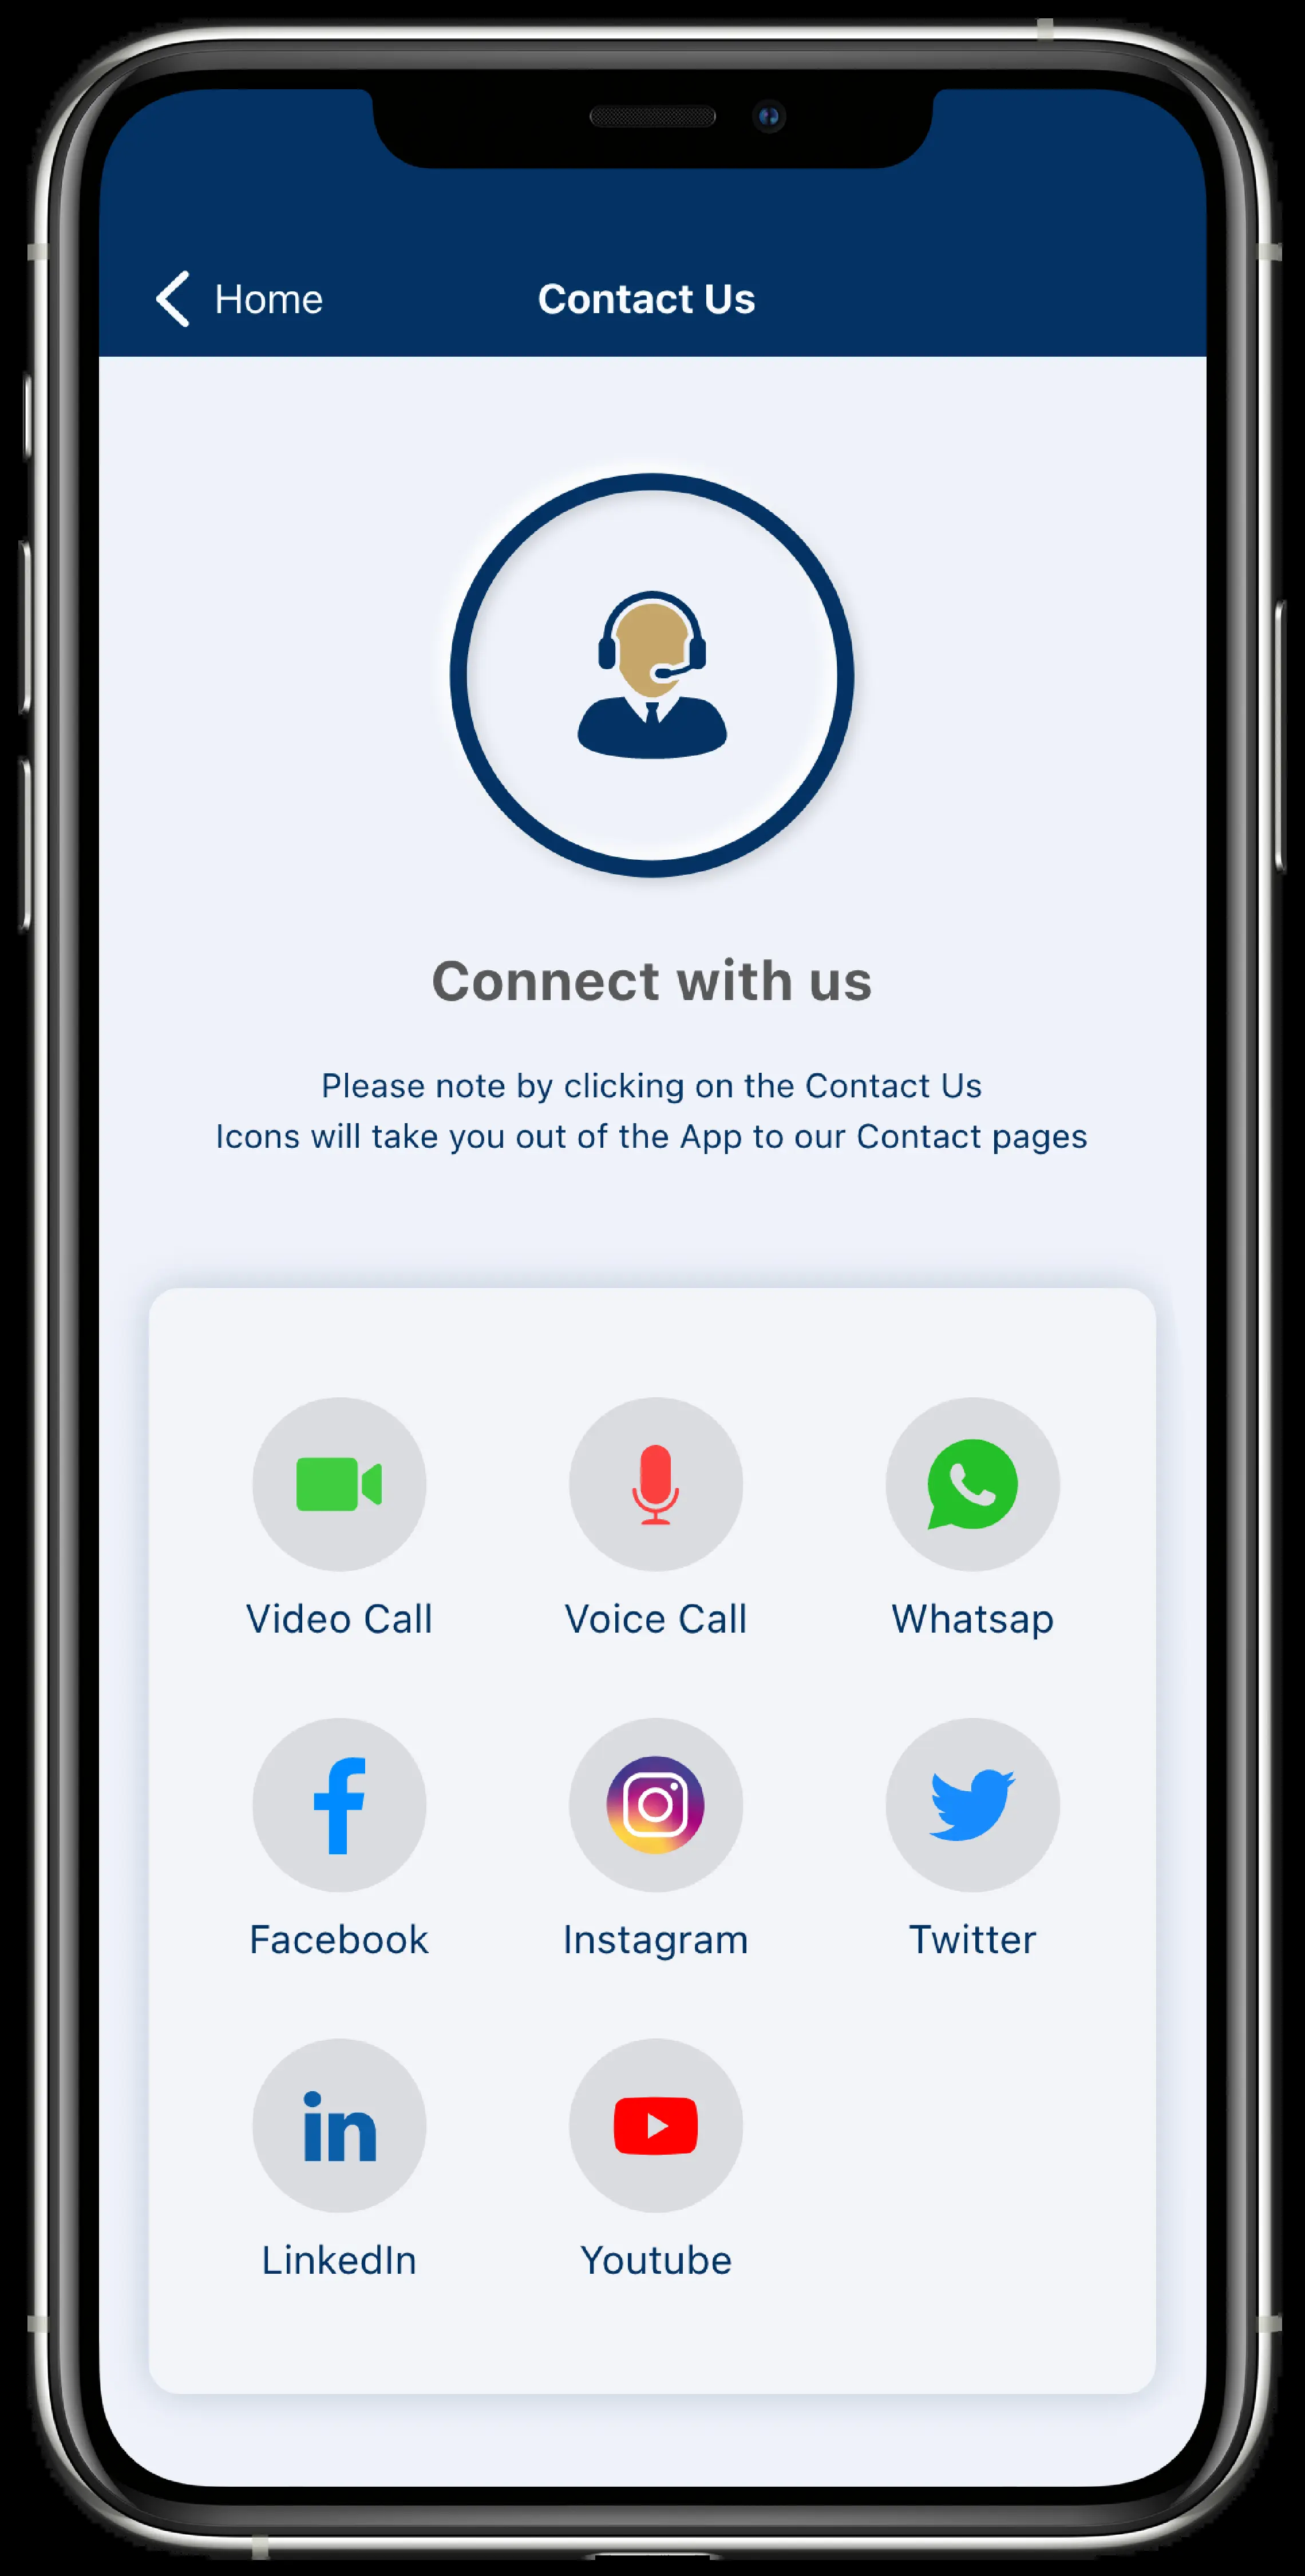 Home
Contact Us
Connect with us
Please note by clicking on the Contact Us
Icons will take you out of the App to our Contact pages
Video Call
Voice Call
Whatsap
Facebook
Instagram
Twitter
in
LinkedIn
Youtube